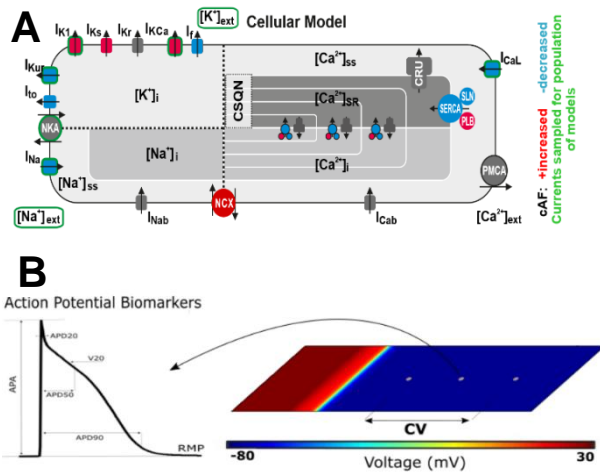 A
Cellular Model
[K⁺]ext
IK1
IKs
IKr
IKCa
If
IKur
Ito
NKA
INa
[K⁺]i
CSQN
[Ca²⁺]ss
CRU
[Ca²⁺]SR
SERCA
SLN
PLB
ICaL
[Na⁺]i
[Ca²⁺]i
[Na⁺]ss
PMCA
[Na⁺]ext
INab
NCX
ICab
[Ca²⁺]ext
cAF: +increased -decreased
Currents sampled for population
of models
B
Action Potential Biomarkers
APD20
V20
APA
APD50
APD90
RMP
CV
-80
30
Voltage (mV)